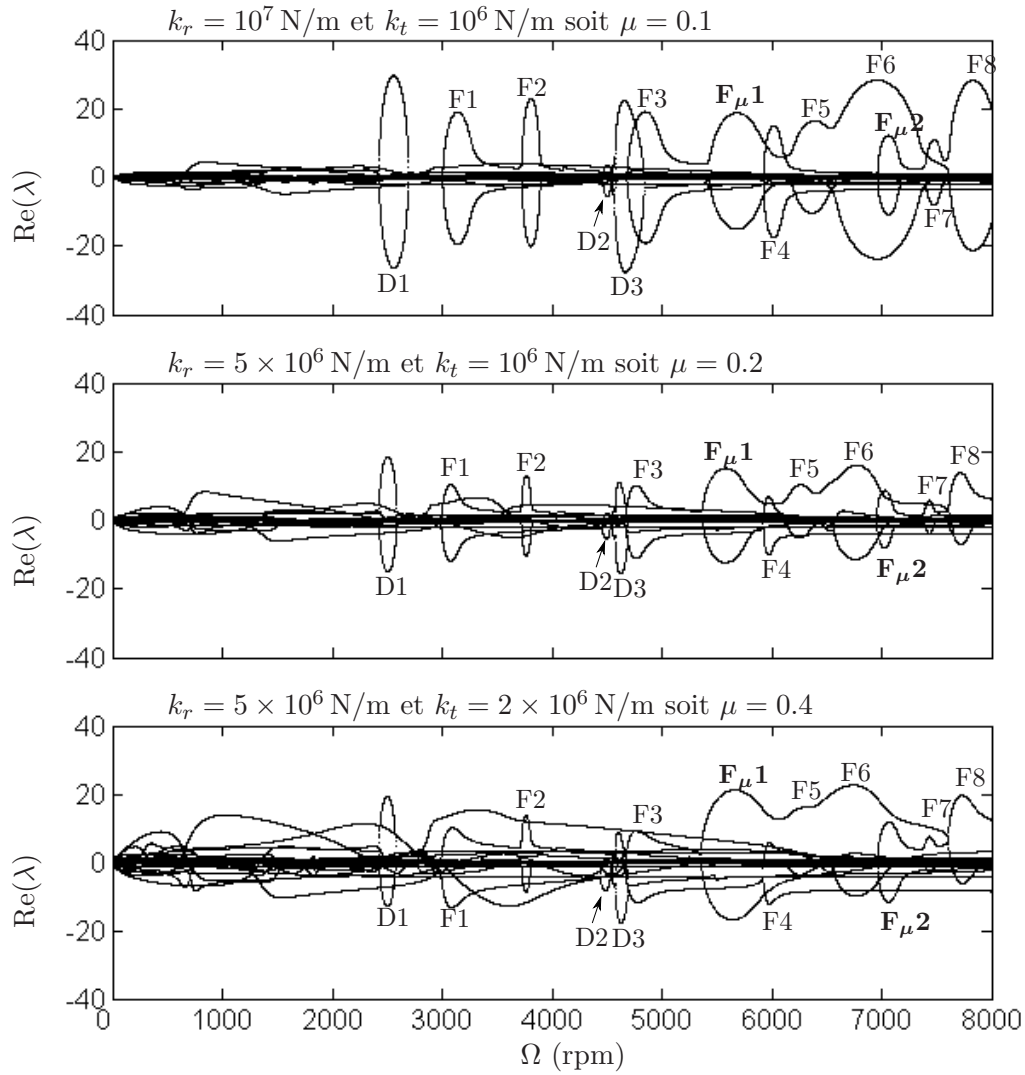 k_r = 10^7 N/m et k_t = 10^6 N/m soit μ = 0.1
40
20
0
-20
-40
Re(λ)
D1
F1
F2
D2
D3
F3
F_μ1
F4
F5
F6
F_μ2
F7
F8
k_r = 5 × 10^6 N/m et k_t = 10^6 N/m soit μ = 0.2
40
20
0
-20
-40
Re(λ)
D1
F1
F2
D2
D3
F3
F_μ1
F4
F5
F6
F_μ2
F7
F8
k_r = 5 × 10^6 N/m et k_t = 2 × 10^6 N/m soit μ = 0.4
40
20
0
-20
-40
Re(λ)
D1
F1
F2
D2
D3
F3
F_μ1
F4
F5
F6
F_μ2
F7
F8
0 1000 2000 3000 4000 5000 6000 7000 8000
Ω (rpm)